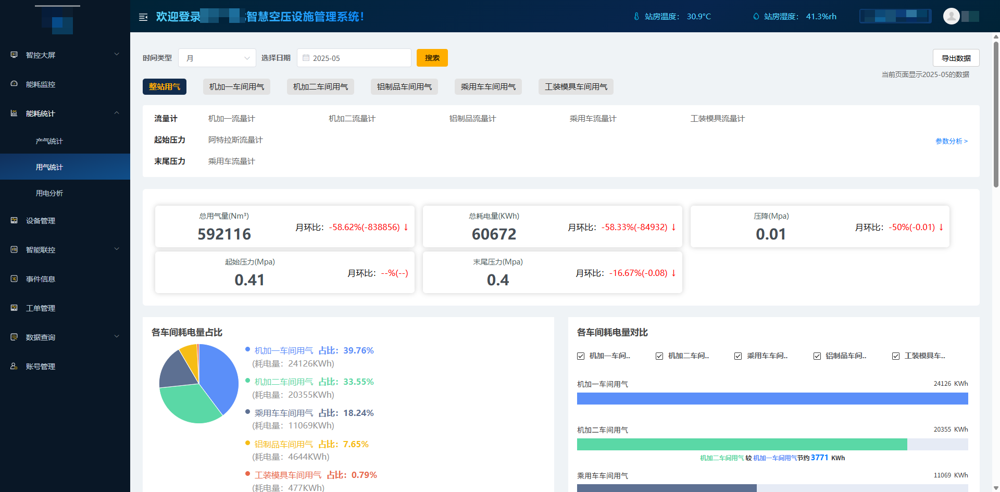 欢迎登录
智慧空压设施管理系统!
站房温度： 30.9°C
站房湿度： 41.3%rh
智控大屏
能耗监控
能耗统计
产气统计
用气统计
用电分析
设备管理
智能联控
事件信息
工单管理
数据查询
账号管理
时间类型 月 选择日期 2025-05 搜索
导出数据
当前页面显示2025-05的数据
整站用气 机加一车间用气 机加二车间用气 铝制品车间用气 乘用车车间用气 工装模具车间用气
流量计 机加一流量计 机加二流量计 铝制品流量计 乘用车流量计 工装模具流量计
起始压力 阿特拉斯流量计
参数分析 >
末尾压力 乘用车流量计
总用气量(Nm³)
592116
月环比：-58.62%(-838856) ↓
总耗电量(KWh)
60672
月环比：-58.33%(-84932) ↓
压降(Mpa)
0.01
月环比：-50%(-0.01) ↓
起始压力(Mpa)
0.41
月环比：--%(--)
末尾压力(Mpa)
0.4
月环比：-16.67%(-0.08) ↓
各车间耗电量占比
机加一车间用气 占比：39.76%
(耗电量：24126KWh)
机加二车间用气 占比：33.55%
(耗电量：20355KWh)
乘用车车间用气 占比：18.24%
(耗电量：11069KWh)
铝制品车间用气 占比：7.65%
(耗电量：4644KWh)
工装模具车间用气 占比：0.79%
(耗电量：477KWh)
各车间耗电量对比
机加一车间.. 机加二车间.. 乘用车车间.. 铝制品车间.. 工装模具车..
机加一车间用气 24126 KWh
机加二车间用气 20355 KWh
机加二车间用气 较 机加一车间用气节约 3771 KWh
乘用车车间用气 11069 KWh